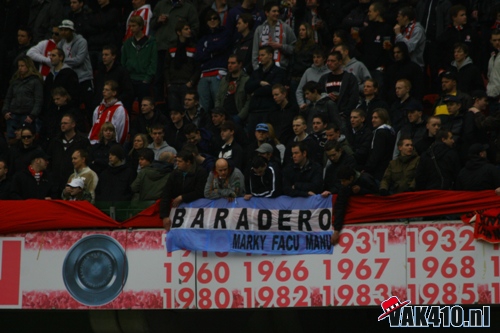 BARADERO
MARKY FACU MANU
1931 1932
1960 1966 1967 1968
1980 1982 1983 1985
VAK410.nl